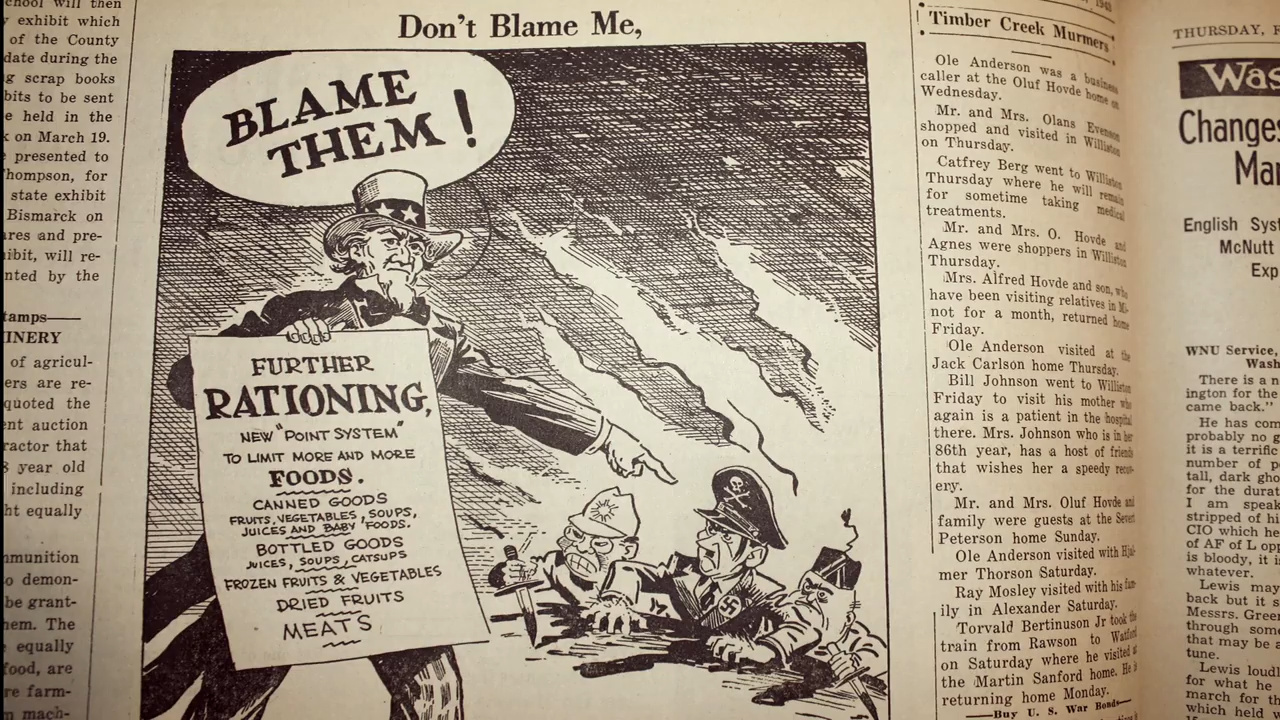 school will then
exhibit which
of the County
date during the
scrap books
bits to be sent
held in the
on March 19.
presented to
Thompson, for
state exhibit
Bismarck on
and pre-
will re-
by the
INERY
of agricul-
ers are re-
quoted the
auction
ractor that
year old
including
equally
mmunition
demon-
be grant-
The
equally
food, are
farm-
mach-
Don't Blame Me,
BLAME
THEM!
FURTHER
RATIONING,
NEW "POINT SYSTEM"
TO LIMIT MORE AND MORE
FOODS.
CANNED GOODS
FRUITS, VEGETABLES, SOUPS,
JUICES AND BABY FOODS.
BOTTLED GOODS
JUICES, SOUPS, CATSUPS
FROZEN FRUITS & VEGETABLES
DRIED FRUITS
MEATS
Timber Creek Murmers
Ole Anderson was a business
caller at the Oluf Hovde home on
Wednesday.
Mr. and Mrs. Olans Evenson
shopped and visited in Williston
on Thursday.
Catfrey Berg went to Williston
Thursday where he will remain
for sometime taking medical
treatments.
Mr. and Mrs. O. Hovde and
Agnes were shoppers in Williston
Thursday.
Mrs. Alfred Hovde and son, who
have been visiting relatives in Mi-
not for a month, returned home
Friday.
Ole Anderson visited at the
Jack Carlson home Thursday.
Bill Johnson went to Williston
Friday to visit his mother who
again is a patient in the hospital
there. Mrs. Johnson who is in her
86th year, has a host of friends
that wishes her a speedy recov-
ery.
Mr. and Mrs. Oluf Hovde and
family were guests at the Severt
Peterson home Sunday.
Ole Anderson visited with Hjal-
mer Thorson Saturday.
Ray Mosley visited with his fam-
ily in Alexander Saturday.
Torvald Bertinuson Jr took the
train from Rawson to Watford
on Saturday where he visited at
the Martin Sanford home. He is
returning home Monday.
—Buy U. S. War Bonds—
THURSDAY,
Was
Changes
Mar
English Syst
McNutt
Exp
WNU Service,
Wash
There is a n
ington for the
came back."
He has com
probably no g
it is a terrific
number of p
tall, dark gho
for the durat
I am speak
stripped of hi
CIO which he
of AF of L opp
is bloody, it is
whatever.
Lewis may
back but it s
Messrs. Green
through som
that may be a
tune.
Lewis loudl
for what he
march for th
which held